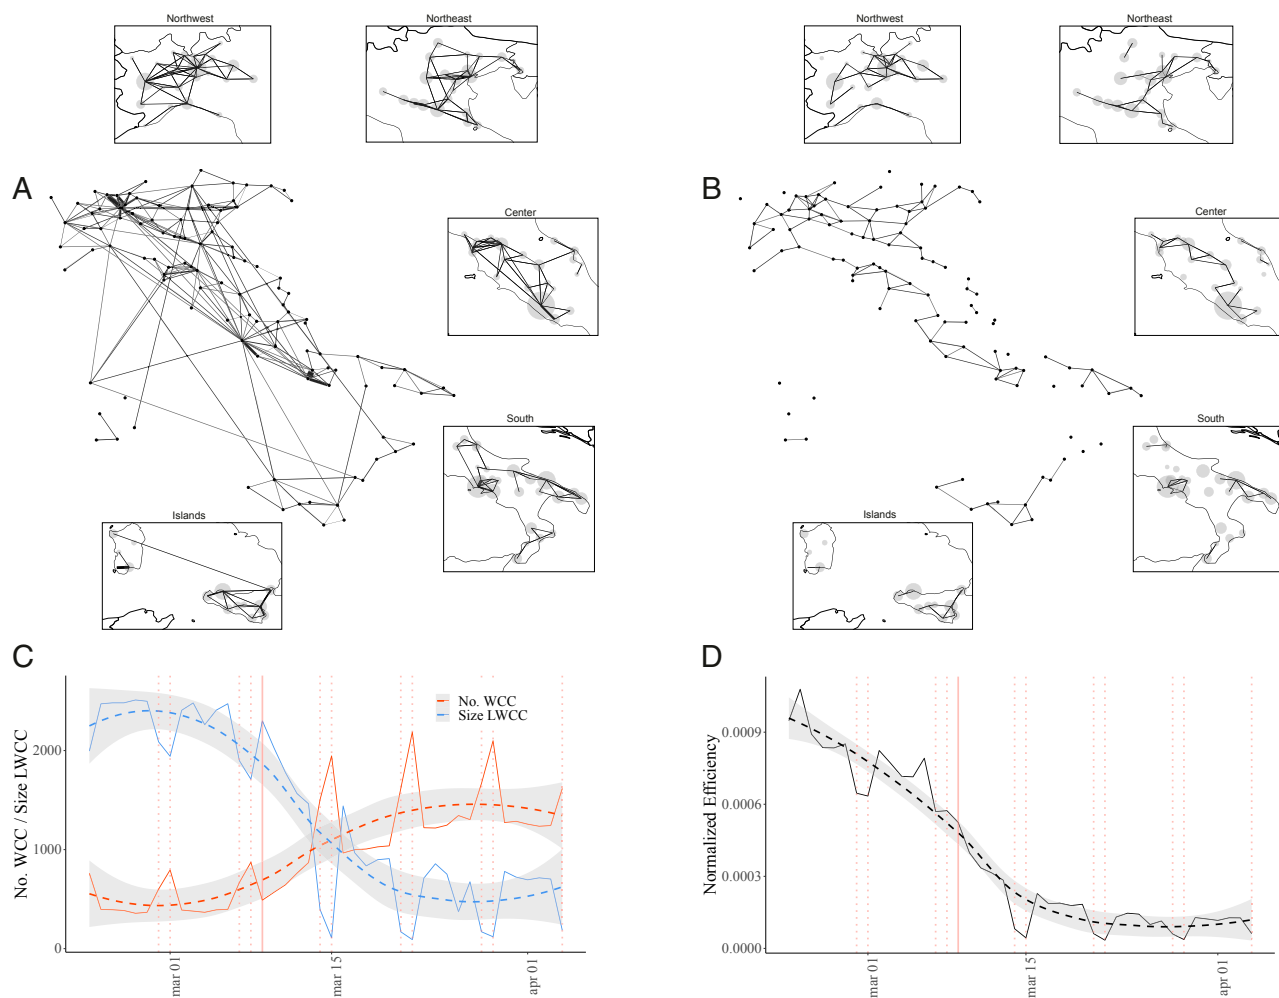 Northwest
Northeast
Northwest
Northeast
A
B
Center
Center
South
South
Islands
Islands
C
D
No. WCC / Size LWCC
2000
1000
0
No. WCC
Size LWCC
mar 01
mar 15
apr 01
Normalized Efficiency
0.0009
0.0006
0.0003
0.0000
mar 01
mar 15
apr 01